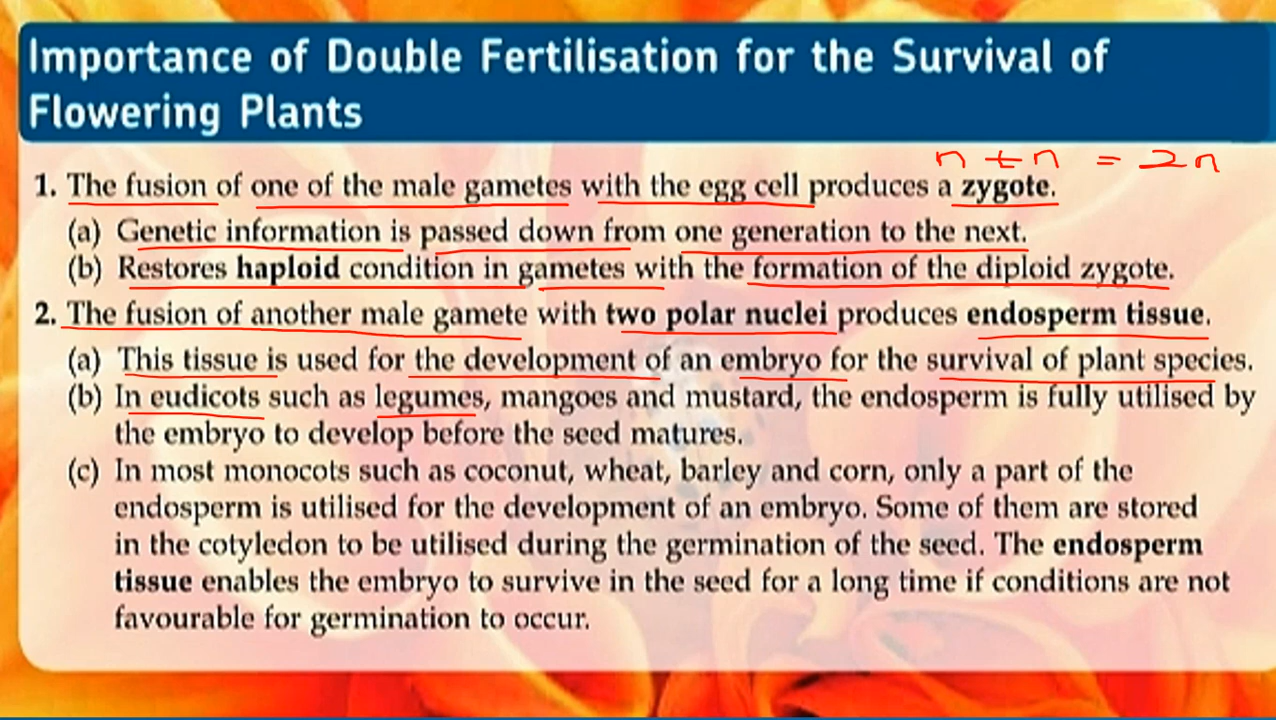 Importance of Double Fertilisation for the Survival of
Flowering Plants
n + n = 2n
1. The fusion of one of the male gametes with the egg cell produces a zygote.
(a) Genetic information is passed down from one generation to the next.
(b) Restores haploid condition in gametes with the formation of the diploid zygote.
2. The fusion of another male gamete with two polar nuclei produces endosperm tissue.
(a) This tissue is used for the development of an embryo for the survival of plant species.
(b) In eudicots such as legumes, mangoes and mustard, the endosperm is fully utilised by
the embryo to develop before the seed matures.
(c) In most monocots such as coconut, wheat, barley and corn, only a part of the
endosperm is utilised for the development of an embryo. Some of them are stored
in the cotyledon to be utilised during the germination of the seed. The endosperm
tissue enables the embryo to survive in the seed for a long time if conditions are not
favourable for germination to occur.